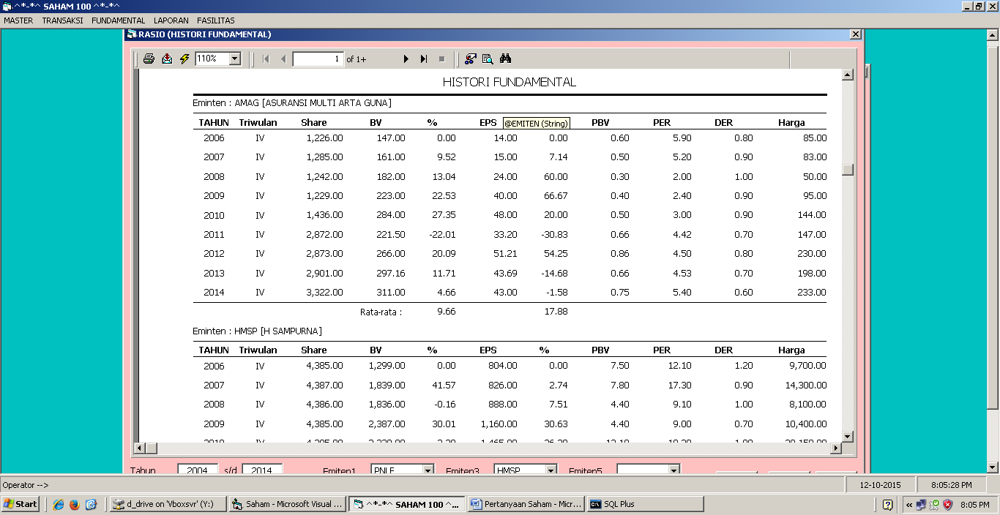 ^*-*^ SAHAM 100 ^*-*-^
MASTER TRANSAKSI FUNDAMENTAL LAPORAN FASILITAS
RASIO (HISTORI FUNDAMENTAL)
110% 1 of 1+
HISTORI FUNDAMENTAL
Eminten : AMAG [ASURANSI MULTI ARTA GUNA]
TAHUN Triwulan Share BV % EPS @EMITEN (String) PBV PER DER Harga
2006 IV 1,226.00 147.00 0.00 14.00 0.00 0.60 5.90 0.80 85.00
2007 IV 1,285.00 161.00 9.52 15.00 7.14 0.50 5.20 0.90 83.00
2008 IV 1,242.00 182.00 13.04 24.00 60.00 0.30 2.00 1.00 50.00
2009 IV 1,229.00 223.00 22.53 40.00 66.67 0.40 2.40 0.90 95.00
2010 IV 1,436.00 284.00 27.35 48.00 20.00 0.50 3.00 0.90 144.00
2011 IV 2,872.00 221.50 -22.01 33.20 -30.83 0.66 4.42 0.70 147.00
2012 IV 2,873.00 266.00 20.09 51.21 54.25 0.86 4.50 0.80 230.00
2013 IV 2,901.00 297.16 11.71 43.69 -14.68 0.66 4.53 0.70 198.00
2014 IV 3,322.00 311.00 4.66 43.00 -1.58 0.75 5.40 0.60 233.00
Rata-rata : 9.66 17.88
Eminten : HMSP [H SAMPURNA]
TAHUN Triwulan Share BV % EPS % PBV PER DER Harga
2006 IV 4,385.00 1,299.00 0.00 804.00 0.00 7.50 12.10 1.20 9,700.00
2007 IV 4,387.00 1,839.00 41.57 826.00 2.74 7.80 17.30 0.90 14,300.00
2008 IV 4,386.00 1,836.00 -0.16 888.00 7.51 4.40 9.10 1.00 8,100.00
2009 IV 4,385.00 2,387.00 30.01 1,160.00 30.63 4.40 9.00 0.70 10,400.00
Tahun 2004 s/d 2014 Emiten1 PNLF Emiten3 HMSP Emiten5
Operator --> 12-10-2015 8:05:28 PM
Start d_drive on 'Vboxsvr' (Y:) Saham - Microsoft Visual ... ^*-*^ SAHAM 100 ^... Pertanyaan Saham - Micr... SQL Plus « 8:05 PM